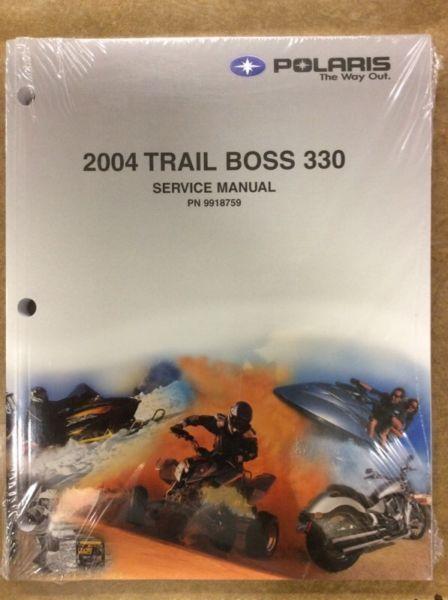 POLARIS
The Way Out.
2004 TRAIL BOSS 330
SERVICE MANUAL
PN 9918759